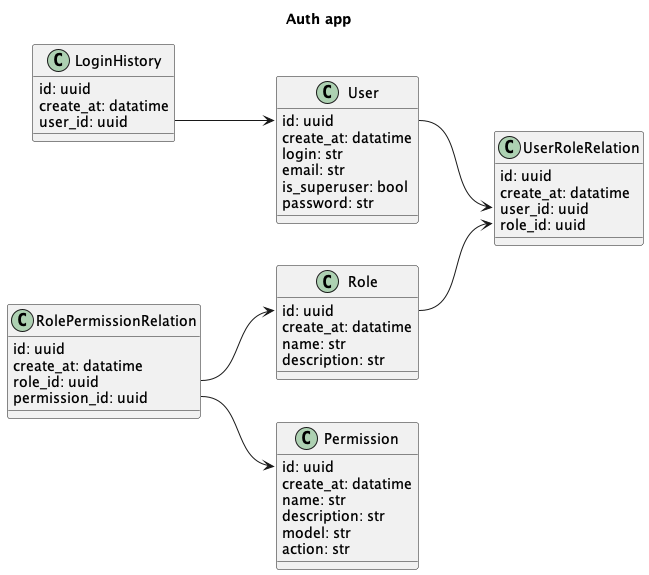 Auth app
C LoginHistory
id: uuid
create_at: datatime
user_id: uuid
C User
id: uuid
create_at: datatime
login: str
email: str
is_superuser: bool
password: str
C UserRoleRelation
id: uuid
create_at: datatime
user_id: uuid
role_id: uuid
C Role
id: uuid
create_at: datatime
name: str
description: str
C RolePermissionRelation
id: uuid
create_at: datatime
role_id: uuid
permission_id: uuid
C Permission
id: uuid
create_at: datatime
name: str
description: str
model: str
action: str